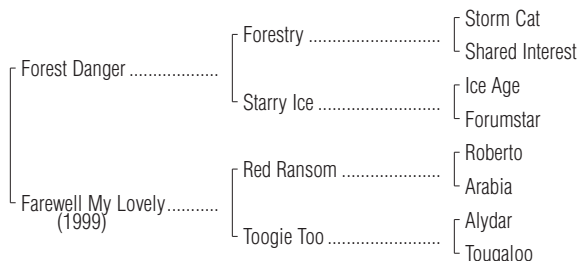 Storm Cat
Forestry ..............................
Shared Interest
Forest Danger ....................
Ice Age
Starry Ice ............................
Forumstar
Roberto
Red Ransom ........................
Arabia
Farewell My Lovely...........
(1999)
Alydar
Toogie Too ...........................
Tougaloo